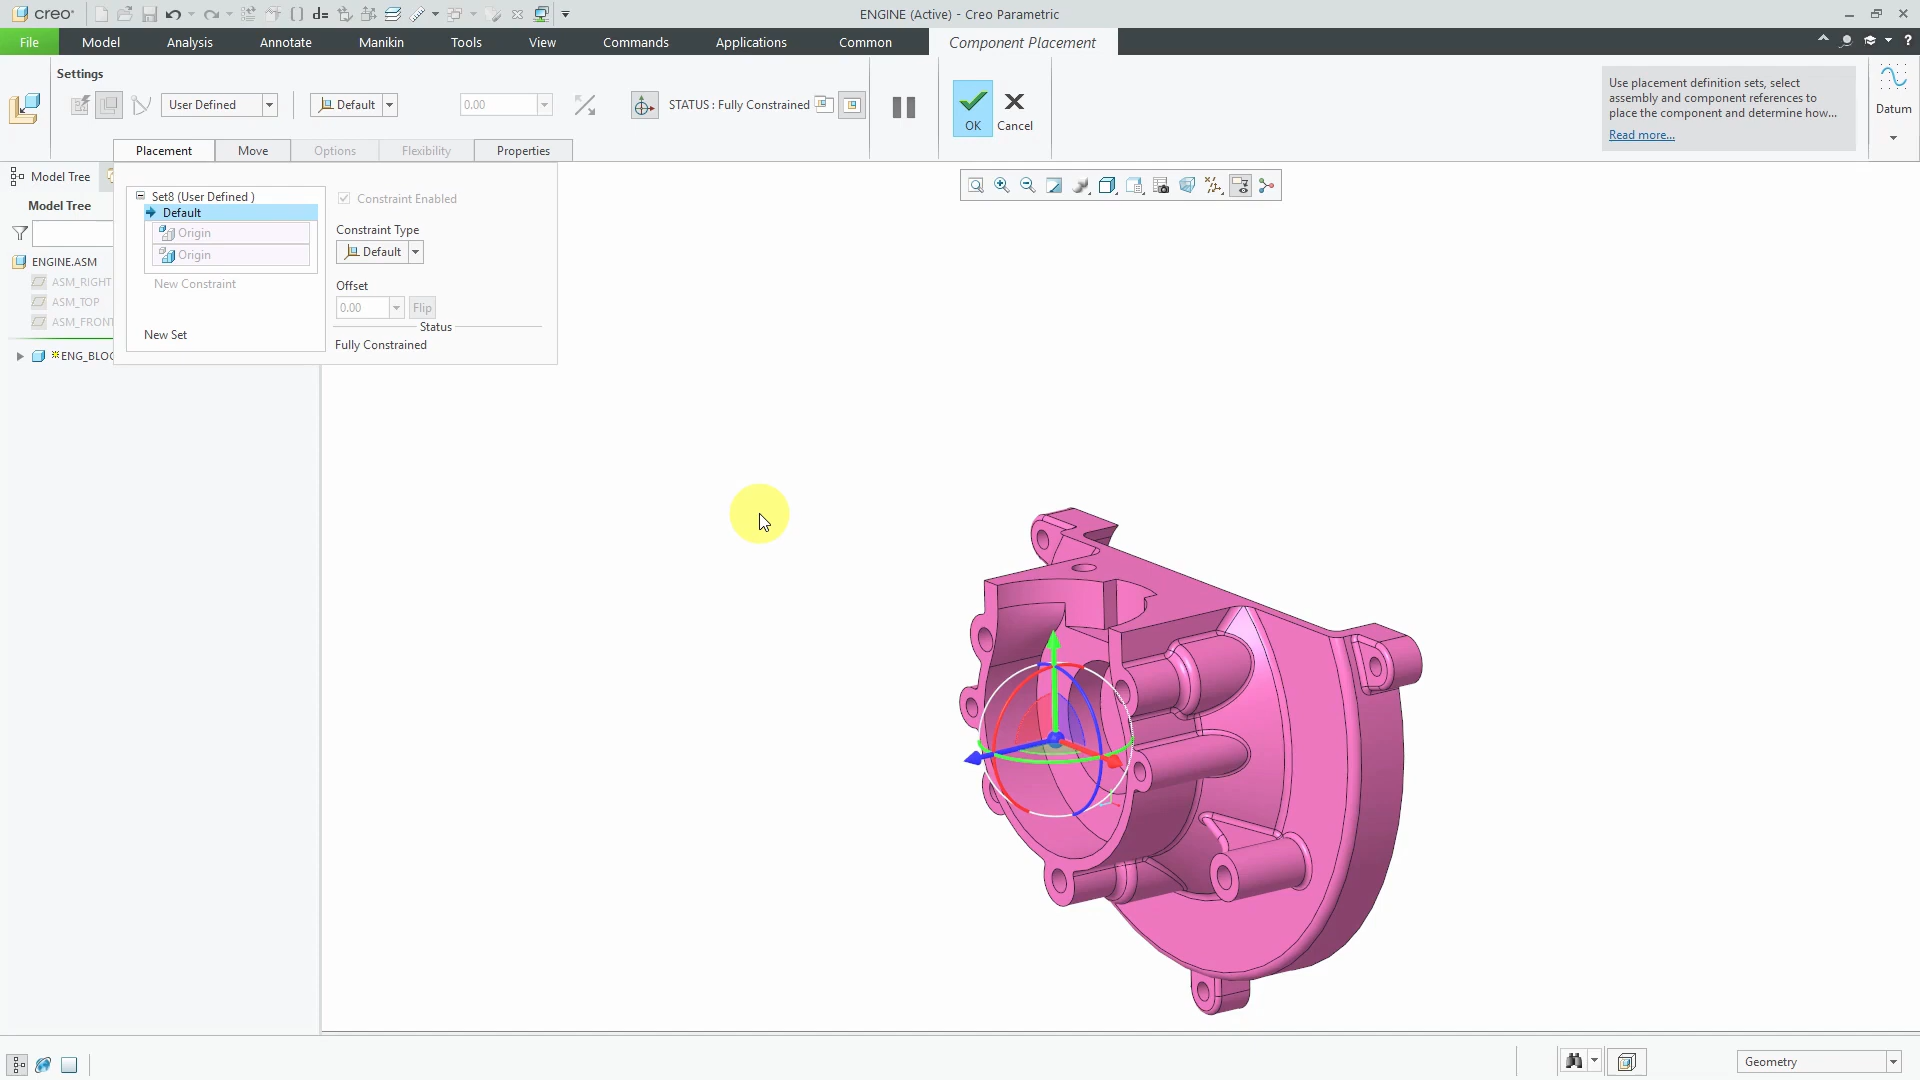 creo
ENGINE (Active) - Creo Parametric
File
Model
Analysis
Annotate
Manikin
Tools
View
Commands
Applications
Common
Component Placement
Settings
User Defined
Default
0.00
STATUS : Fully Constrained
OK
Cancel
Use placement definition sets, select
assembly and component references to
place the component and determine how...
Read more...
Datum
Placement
Move
Options
Flexibility
Properties
Model Tree
Model Tree
ENGINE.ASM
ASM_RIGHT
ASM_TOP
ASM_FRONT
ENG_BLOC
Set8 (User Defined )
Default
Origin
Origin
New Constraint
New Set
Constraint Enabled
Constraint Type
Default
Offset
0.00
Flip
Status
Fully Constrained
Geometry